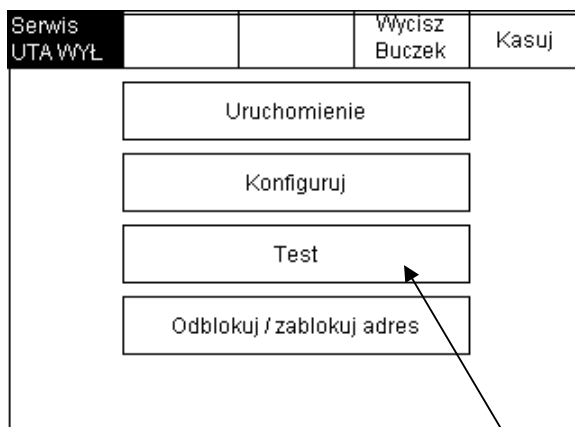 Serwis
UTA WYŁ
Wycisz
Buczek
Kasuj
Uruchomienie
Konfiguruj
Test
Odblokuj / zablokuj adres